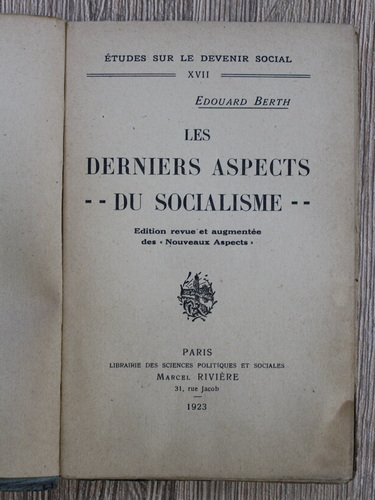 ÉTUDES SUR LE DEVENIR SOCIAL
XVII
EDOUARD BERTH
LES
DERNIERS ASPECTS
-- DU SOCIALISME --
Edition revue et augmentée
des « Nouveaux Aspects »
PARIS
LIBRAIRIE DES SCIENCES POLITIQUES ET SOCIALES
MARCEL RIVIÈRE
31, rue Jacob
—
1923